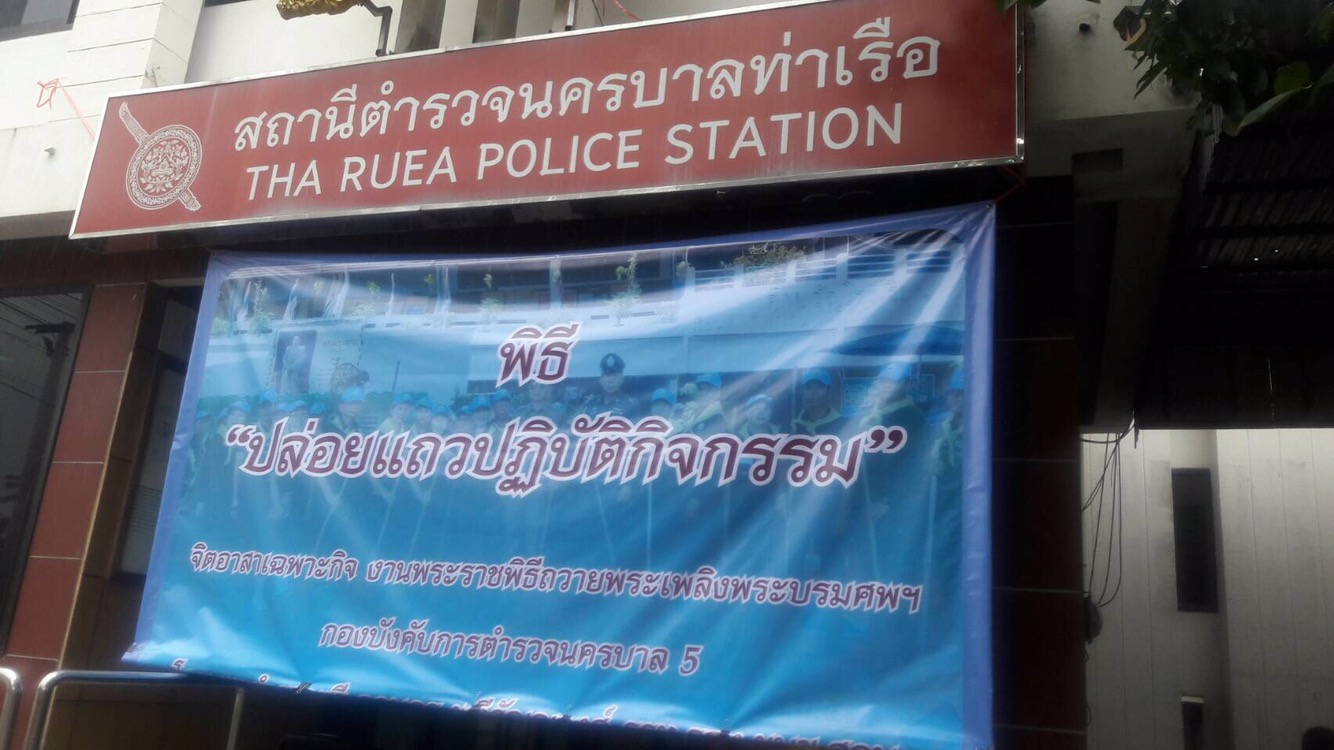 สถานีตำรวจนครบาลท่าเรือ
THA RUEA POLICE STATION
พิธี
“ปล่อยแถวปฏิบัติกิจกรรม”
จิตอาสาเฉพาะกิจ งานพระราชพิธีถวายพระเพลิงพระบรมศพฯ
กองบังคับการตำรวจนครบาล 5